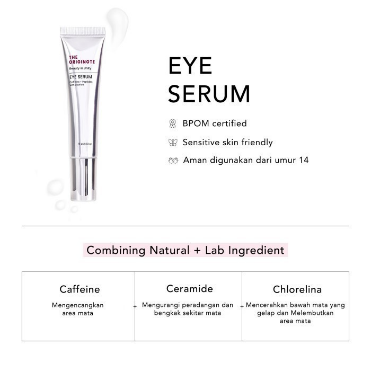 THE
ORIGINOTE
EYE SERUM
EYE
SERUM
BPOM certified
Sensitive skin friendly
Aman digunakan dari umur 14
Combining Natural + Lab Ingredient
Caffeine
Mengencangkan
area mata
Ceramide
Mengurangi peradangan dan
bengkak sekitar mata
Chlorelina
Mencerahkan bawah mata yang
gelap dan Melembutkan
area mata